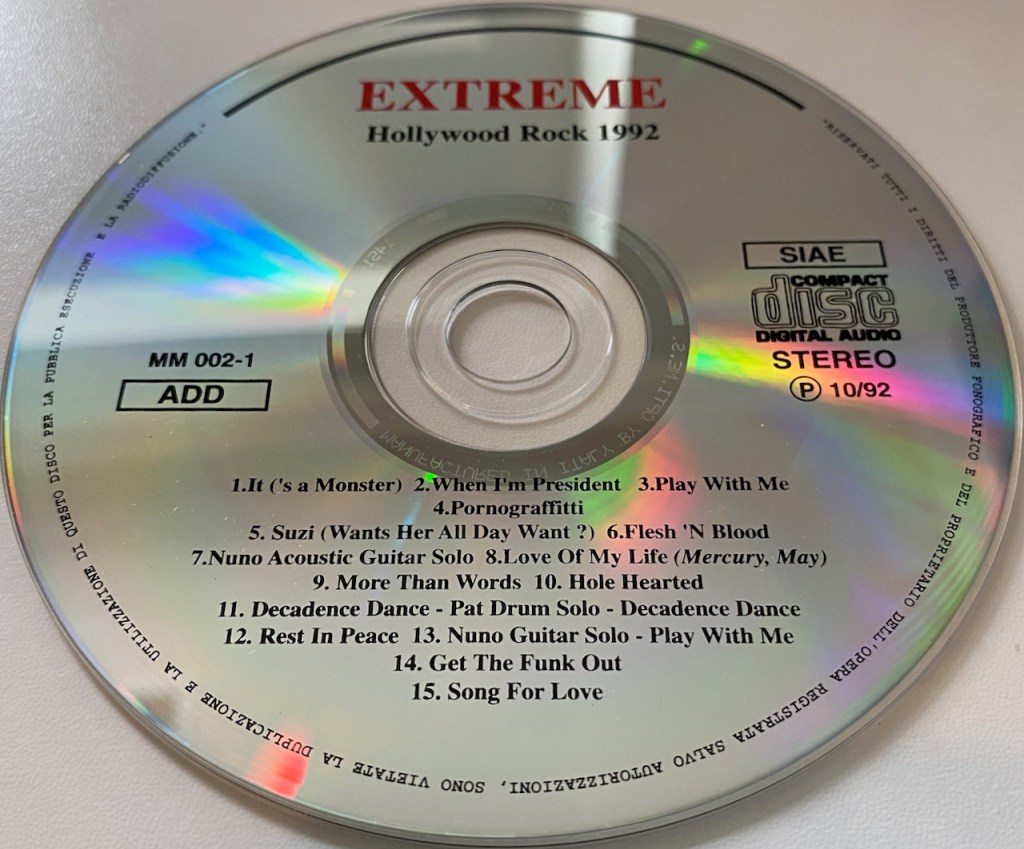 EXTREME
Hollywood Rock 1992
MM 002-1
ADD
SIAE
COMPACT
disc
DIGITAL AUDIO
STEREO
Ⓟ 10/92
MANUFACTURED IN ITALY BY OPTI.ME.S.
1.It ('s a Monster) 2.When I'm President 3.Play With Me
4.Pornograffitti
5. Suzi (Wants Her All Day Want ?) 6.Flesh 'N Blood
7.Nuno Acoustic Guitar Solo 8.Love Of My Life (Mercury, May)
9. More Than Words 10. Hole Hearted
11. Decadence Dance - Pat Drum Solo - Decadence Dance
12. Rest In Peace 13. Nuno Guitar Solo - Play With Me
14. Get The Funk Out
15. Song For Love
"RISERVATI TUTTI I DIRITTI DEL PRODUTTORE FONOGRAFICO E DEL PROPRIETARIO DELL'OPERA REGISTRATA SALVO AUTORIZZAZIONI, SONO VIETATE LA DUPLICAZIONE E LA UTILIZZAZIONE DI QUESTO DISCO PER LA PUBBLICA ESECUZIONE E LA RADIODIFFUSIONE."